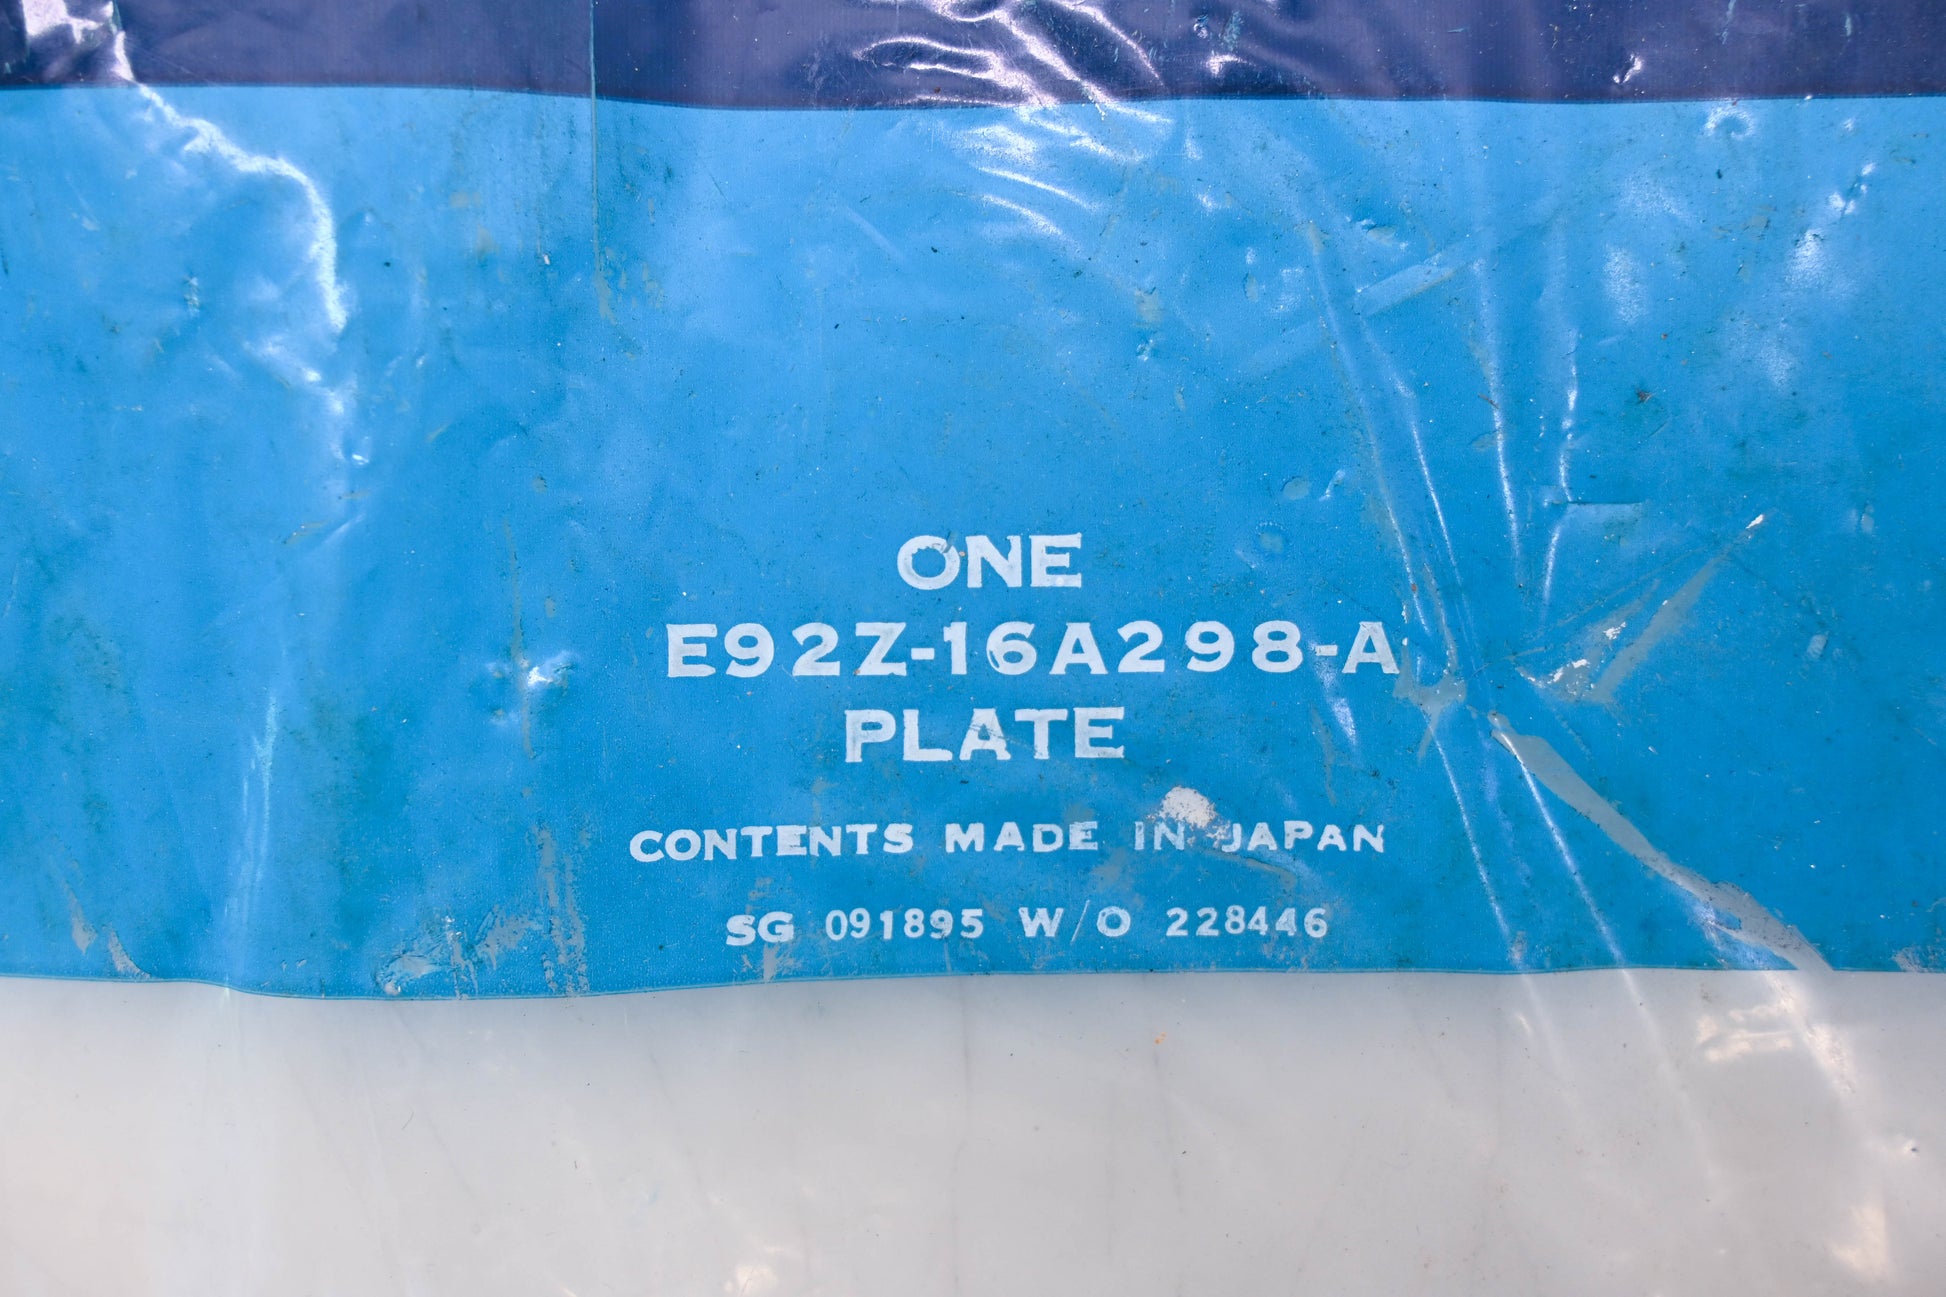 ONE
E92Z-16A298-A
PLATE
CONTENTS MADE IN JAPAN
SG 091895 W/O 228446